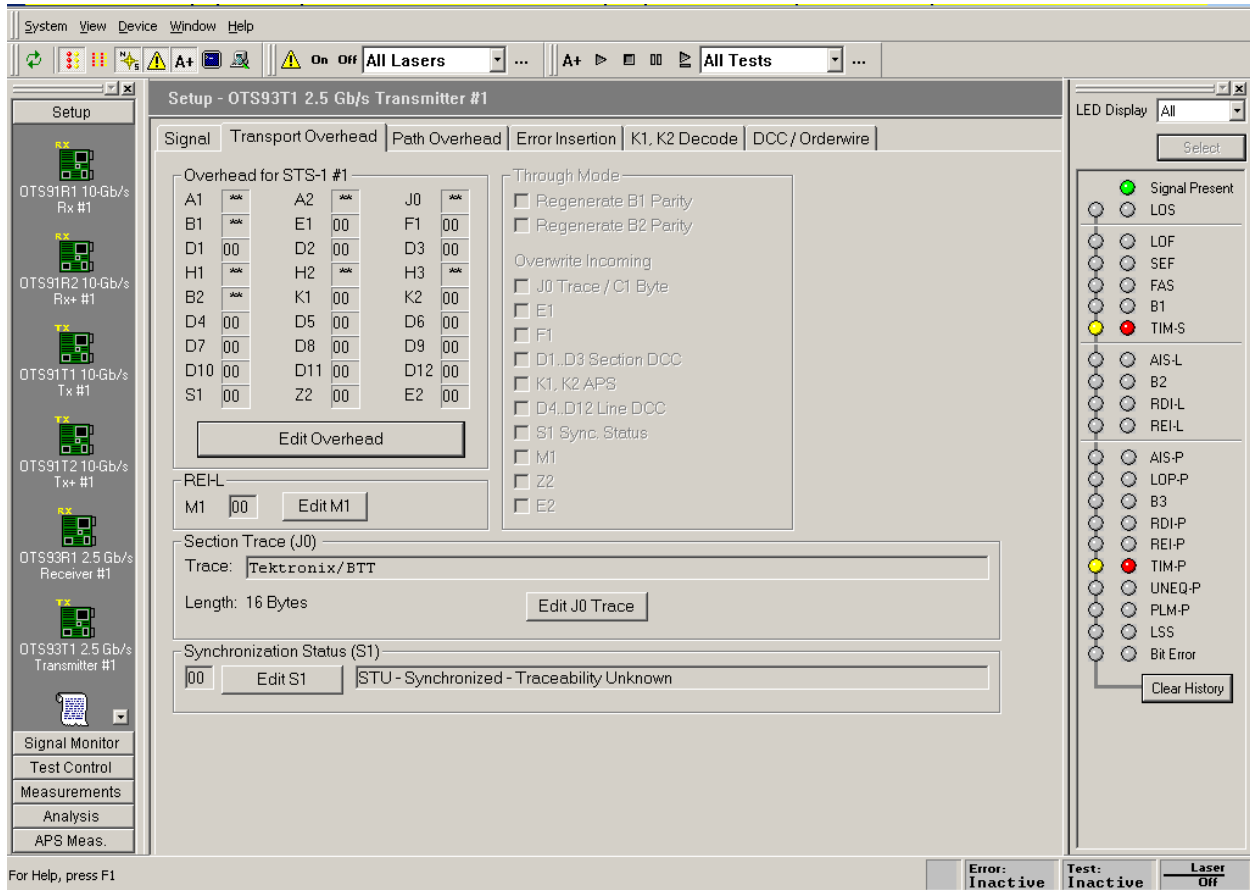 System View Device Window Help
A+ On Off All Lasers ... A+ All Tests ...
Setup
RX
OTS91R1 10-Gb/s
Rx #1
RX
OTS91R2 10-Gb/s
Rx+ #1
TX
OTS91T1 10-Gb/s
Tx #1
TX
OTS91T2 10-Gb/s
Tx+ #1
RX
OTS93R1 2.5 Gb/s
Receiver #1
TX
OTS93T1 2.5 Gb/s
Transmitter #1
Signal Monitor
Test Control
Measurements
Analysis
APS Meas.
Setup - OTS93T1 2.5 Gb/s Transmitter #1
Signal Transport Overhead Path Overhead Error Insertion K1, K2 Decode DCC / Orderwire
Overhead for STS-1 #1
A1 ** A2 ** J0 **
B1 ** E1 00 F1 00
D1 00 D2 00 D3 00
H1 ** H2 ** H3 **
B2 ** K1 00 K2 00
D4 00 D5 00 D6 00
D7 00 D8 00 D9 00
D10 00 D11 00 D12 00
S1 00 Z2 00 E2 00
Edit Overhead
REI-L
M1 00 Edit M1
Through Mode
Regenerate B1 Parity
Regenerate B2 Parity
Overwrite Incoming
J0 Trace / C1 Byte
E1
F1
D1..D3 Section DCC
K1, K2 APS
D4..D12 Line DCC
S1 Sync. Status
M1
Z2
E2
Section Trace (J0)
Trace: Tektronix/BTT
Length: 16 Bytes Edit J0 Trace
Synchronization Status (S1)
00 Edit S1 STU - Synchronized - Traceability Unknown
LED Display All
Select
Signal Present
LOS
LOF
SEF
FAS
B1
TIM-S
AIS-L
B2
RDI-L
REI-L
AIS-P
LOP-P
B3
RDI-P
REI-P
TIM-P
UNEQ-P
PLM-P
LSS
Bit Error
Clear History
For Help, press F1
Error: Test: Laser
Inactive Inactive Off